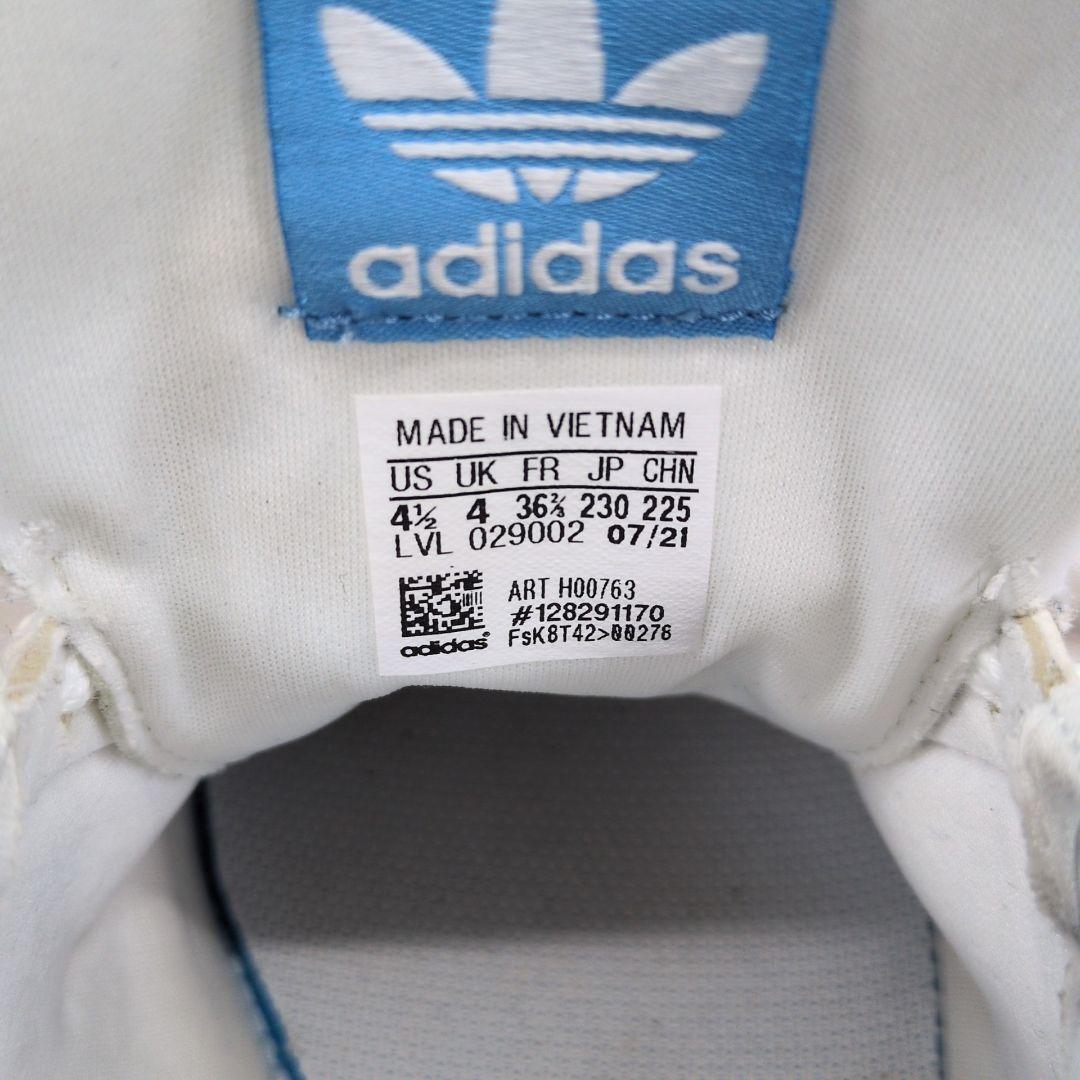 adidas
MADE IN VIETNAM
US UK FR JP CHN
4½ 4 36⅔ 230 225
LVL 029002 07/21
ART H00763
#128291170
FsK8T42>00278
adidas